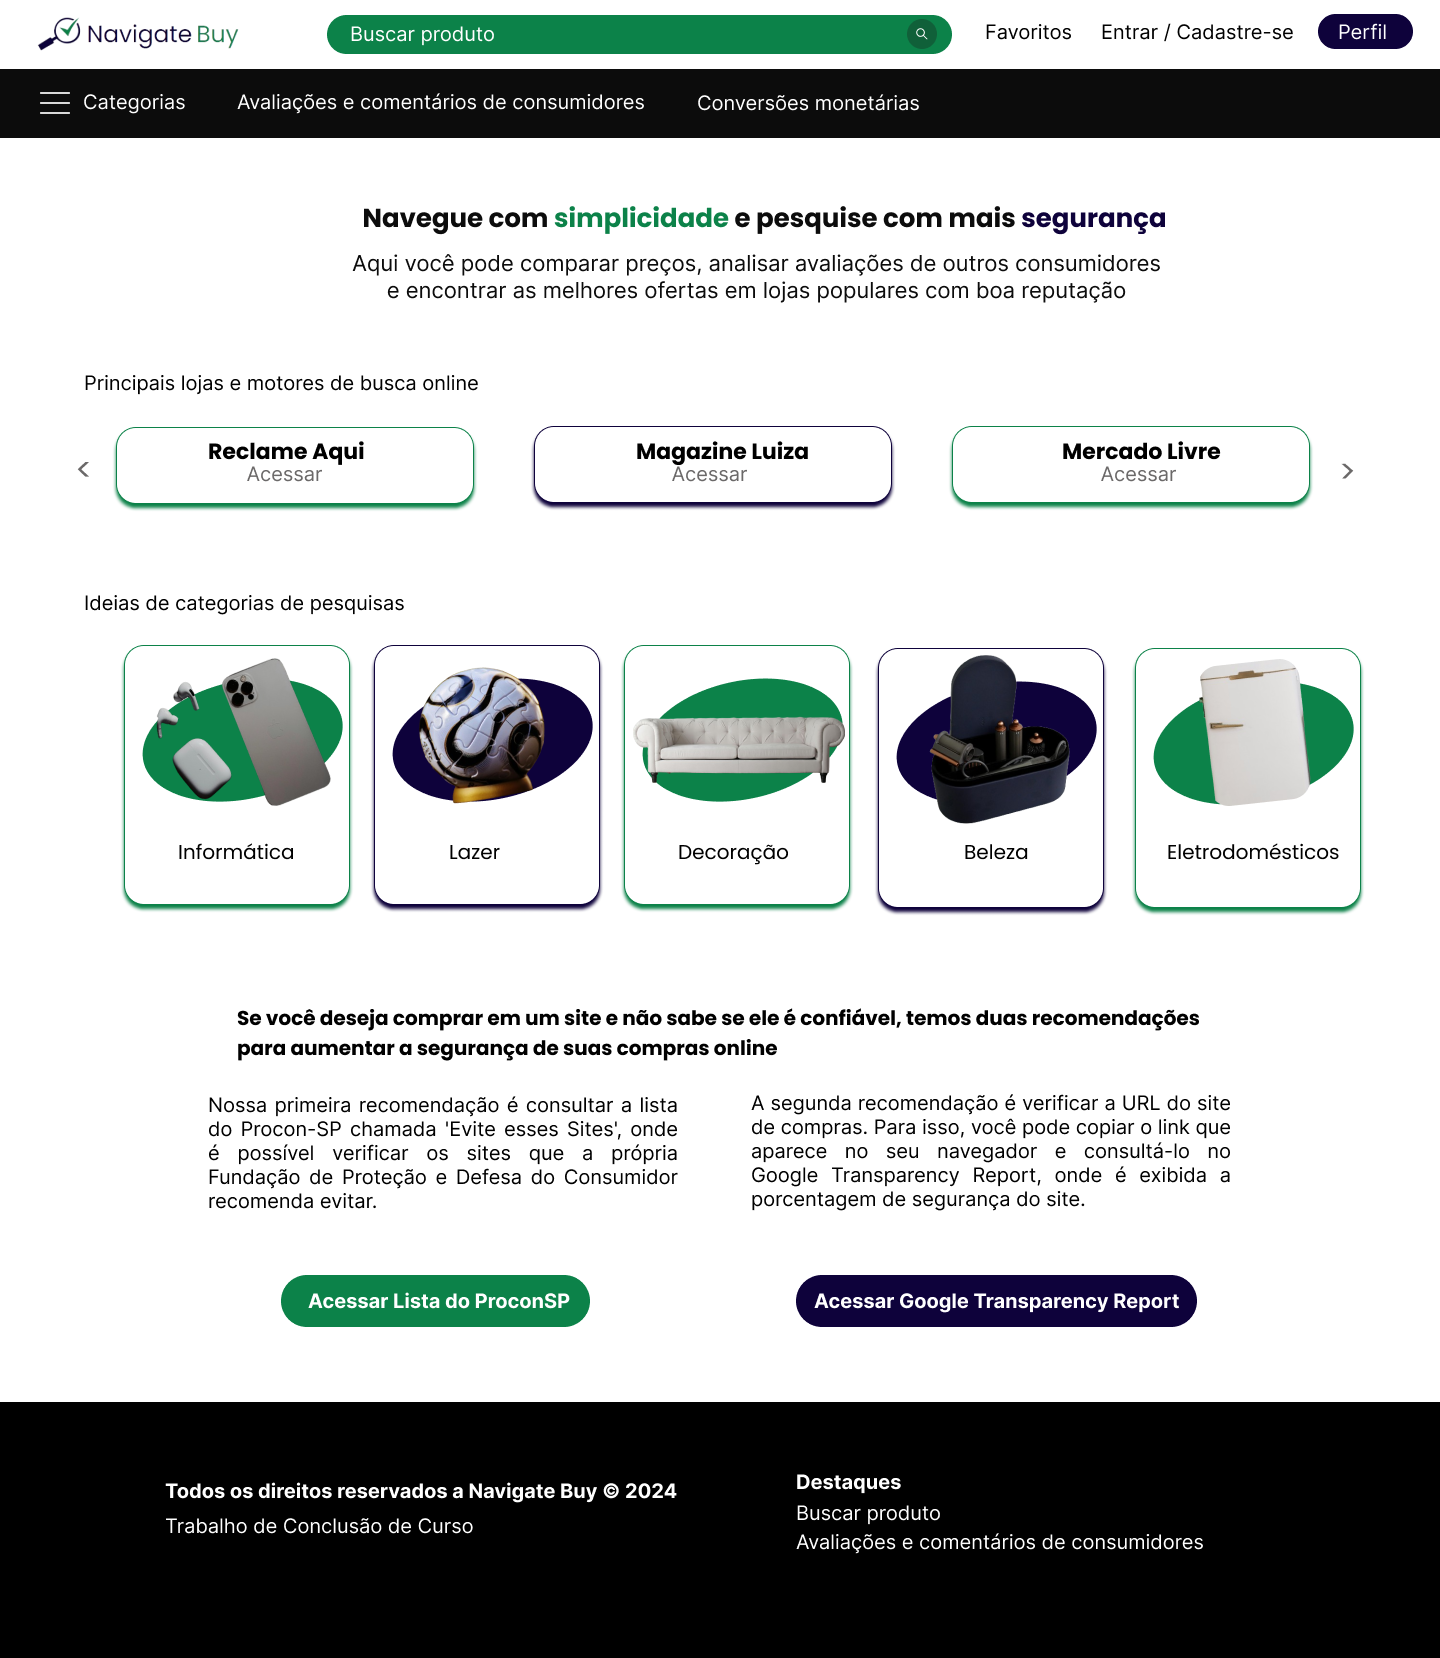 Navigate Buy
Buscar produto
Favoritos
Entrar / Cadastre-se
Perfil
Categorias
Avaliações e comentários de consumidores
Conversões monetárias
Navegue com simplicidade e pesquise com mais segurança
Aqui você pode comparar preços, analisar avaliações de outros consumidores
e encontrar as melhores ofertas em lojas populares com boa reputação
Principais lojas e motores de busca online
<
Reclame Aqui
Acessar
Magazine Luiza
Acessar
Mercado Livre
Acessar
>
Ideias de categorias de pesquisas
Informática
Lazer
Decoração
Beleza
Eletrodomésticos
Se você deseja comprar em um site e não sabe se ele é confiável, temos duas recomendações
para aumentar a segurança de suas compras online
Nossa primeira recomendação é consultar a lista
do Procon-SP chamada 'Evite esses Sites', onde
é possível verificar os sites que a própria
Fundação de Proteção e Defesa do Consumidor
recomenda evitar.
A segunda recomendação é verificar a URL do site
de compras. Para isso, você pode copiar o link que
aparece no seu navegador e consultá-lo no
Google Transparency Report, onde é exibida a
porcentagem de segurança do site.
Acessar Lista do ProconSP
Acessar Google Transparency Report
Todos os direitos reservados a Navigate Buy © 2024
Trabalho de Conclusão de Curso
Destaques
Buscar produto
Avaliações e comentários de consumidores